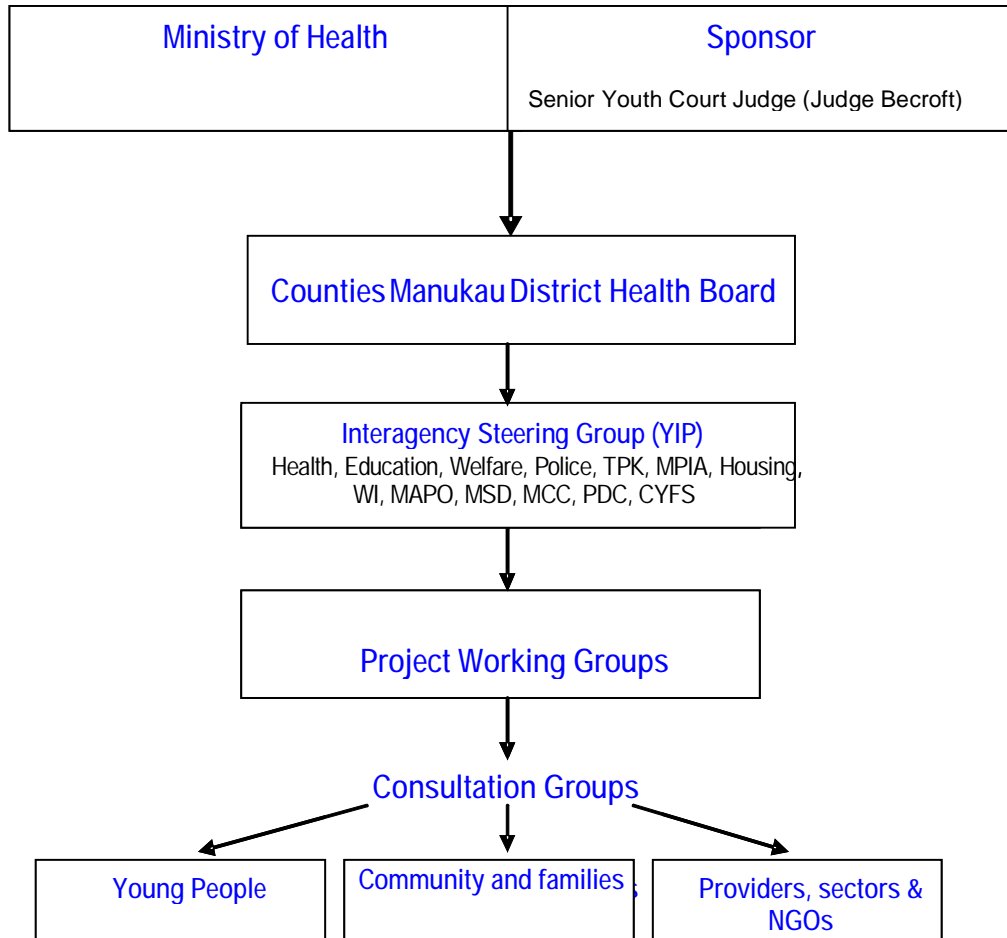 Ministry of Health
Sponsor
Senior Youth Court Judge (Judge Becroft)
Counties Manukau District Health Board
Interagency Steering Group (YIP)
Health, Education, Welfare, Police, TPK, MPIA, Housing,
WI, MAPO, MSD, MCC, PDC, CYFS
Project Working Groups
Consultation Groups
Young People
Community and families
Providers, sectors &
NGOs